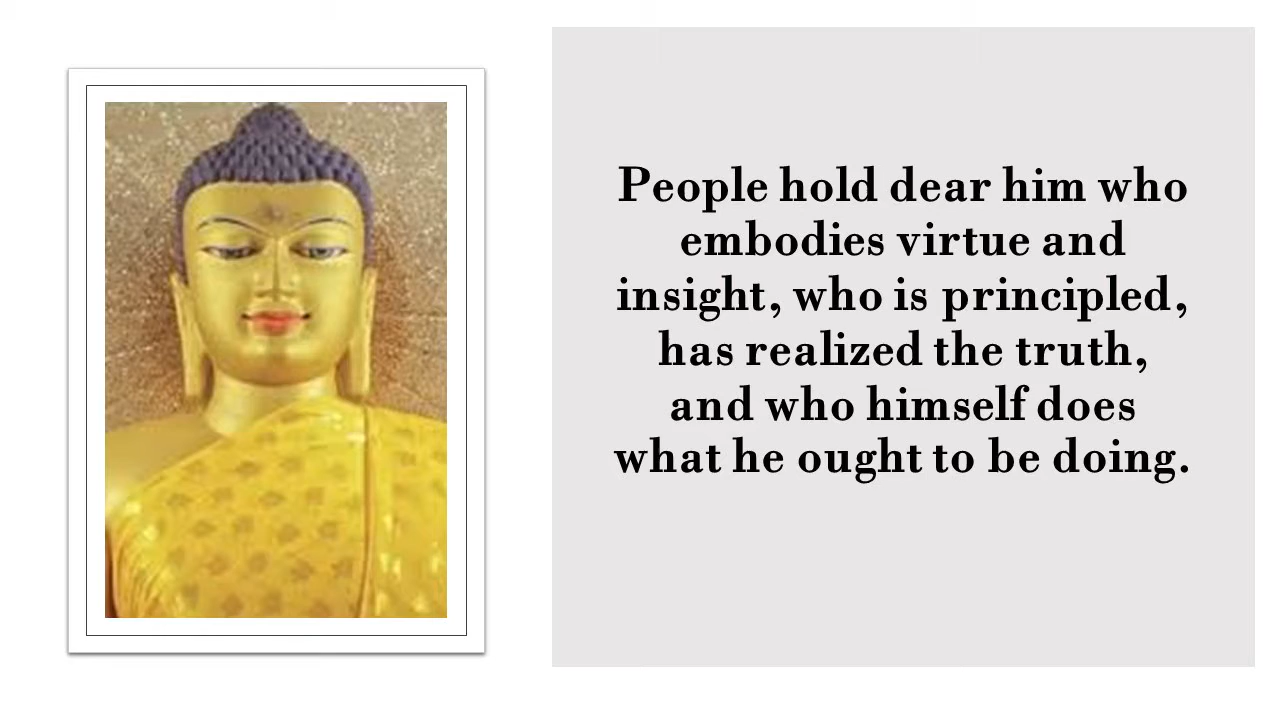 People hold dear him who
embodies virtue and
insight, who is principled,
has realized the truth,
and who himself does
what he ought to be doing.